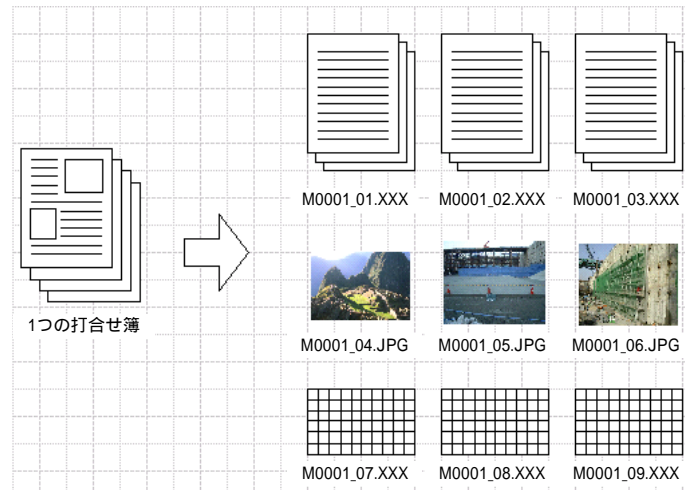 M0001_01.XXX
M0001_02.XXX
M0001_03.XXX
1つの打合せ簿
M0001_04.JPG
M0001_05.JPG
M0001_06.JPG
M0001_07.XXX
M0001_08.XXX
M0001_09.XXX